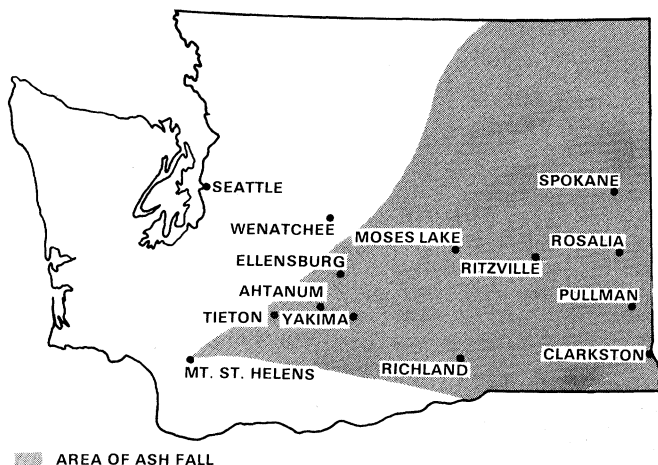 SEATTLE
SPOKANE
WENATCHEE
MOSES LAKE
ROSALIA
ELLENSBURG
RITZVILLE
AHTANUM
PULLMAN
TIETON
YAKIMA
CLARKSTON
MT. ST. HELENS
RICHLAND
AREA OF ASH FALL